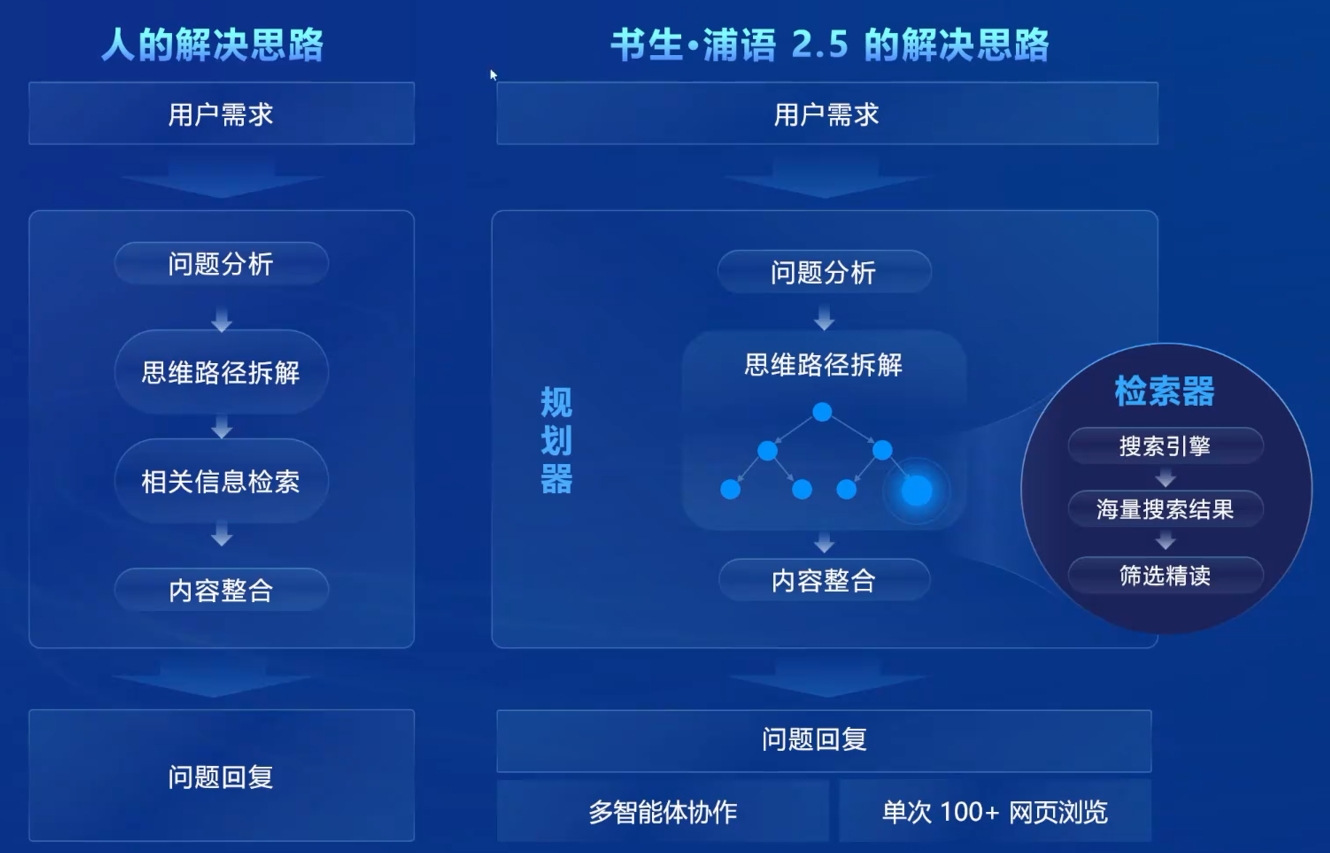 人的解决思路
用户需求
问题分析
思维路径拆解
相关信息检索
内容整合
问题回复
书生·浦语 2.5 的解决思路
用户需求
规划器
问题分析
思维路径拆解
内容整合
检索器
搜索引擎
海量搜索结果
筛选精读
问题回复
多智能体协作
单次 100+ 网页浏览